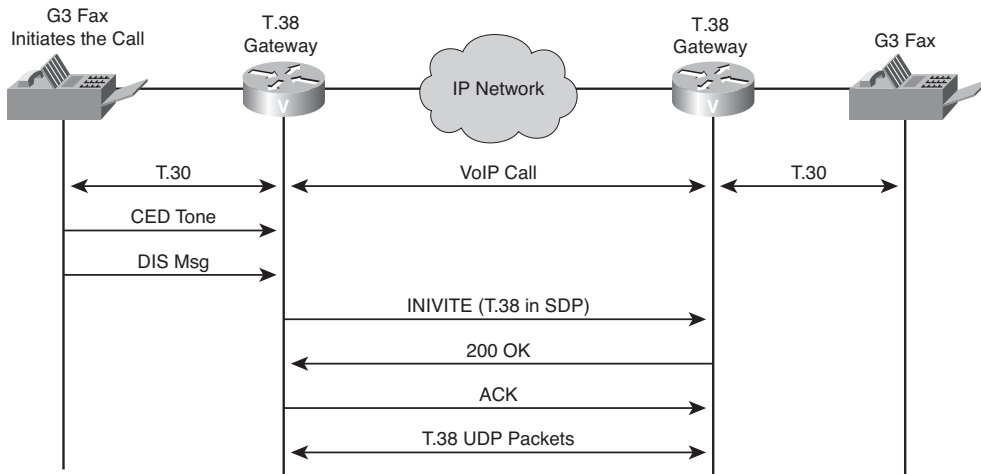 G3 Fax
Initiates the Call
T.38
Gateway
IP Network
T.38
Gateway
G3 Fax
V
V
T.30
VoIP Call
T.30
CED Tone
DIS Msg
INIVITE (T.38 in SDP)
200 OK
ACK
T.38 UDP Packets